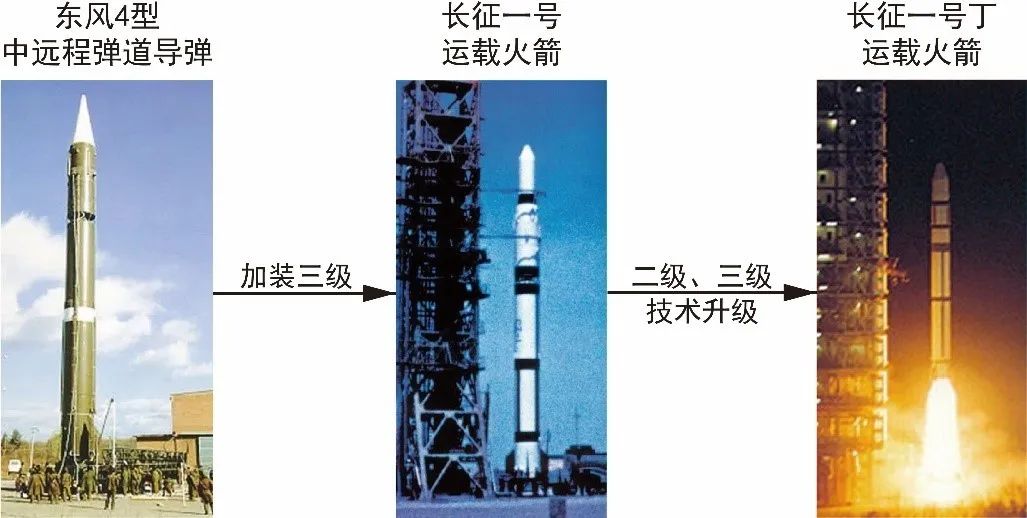 东风4型
中远程弹道导弹
长征一号
运载火箭
长征一号丁
运载火箭
加装三级
二级、三级
技术升级